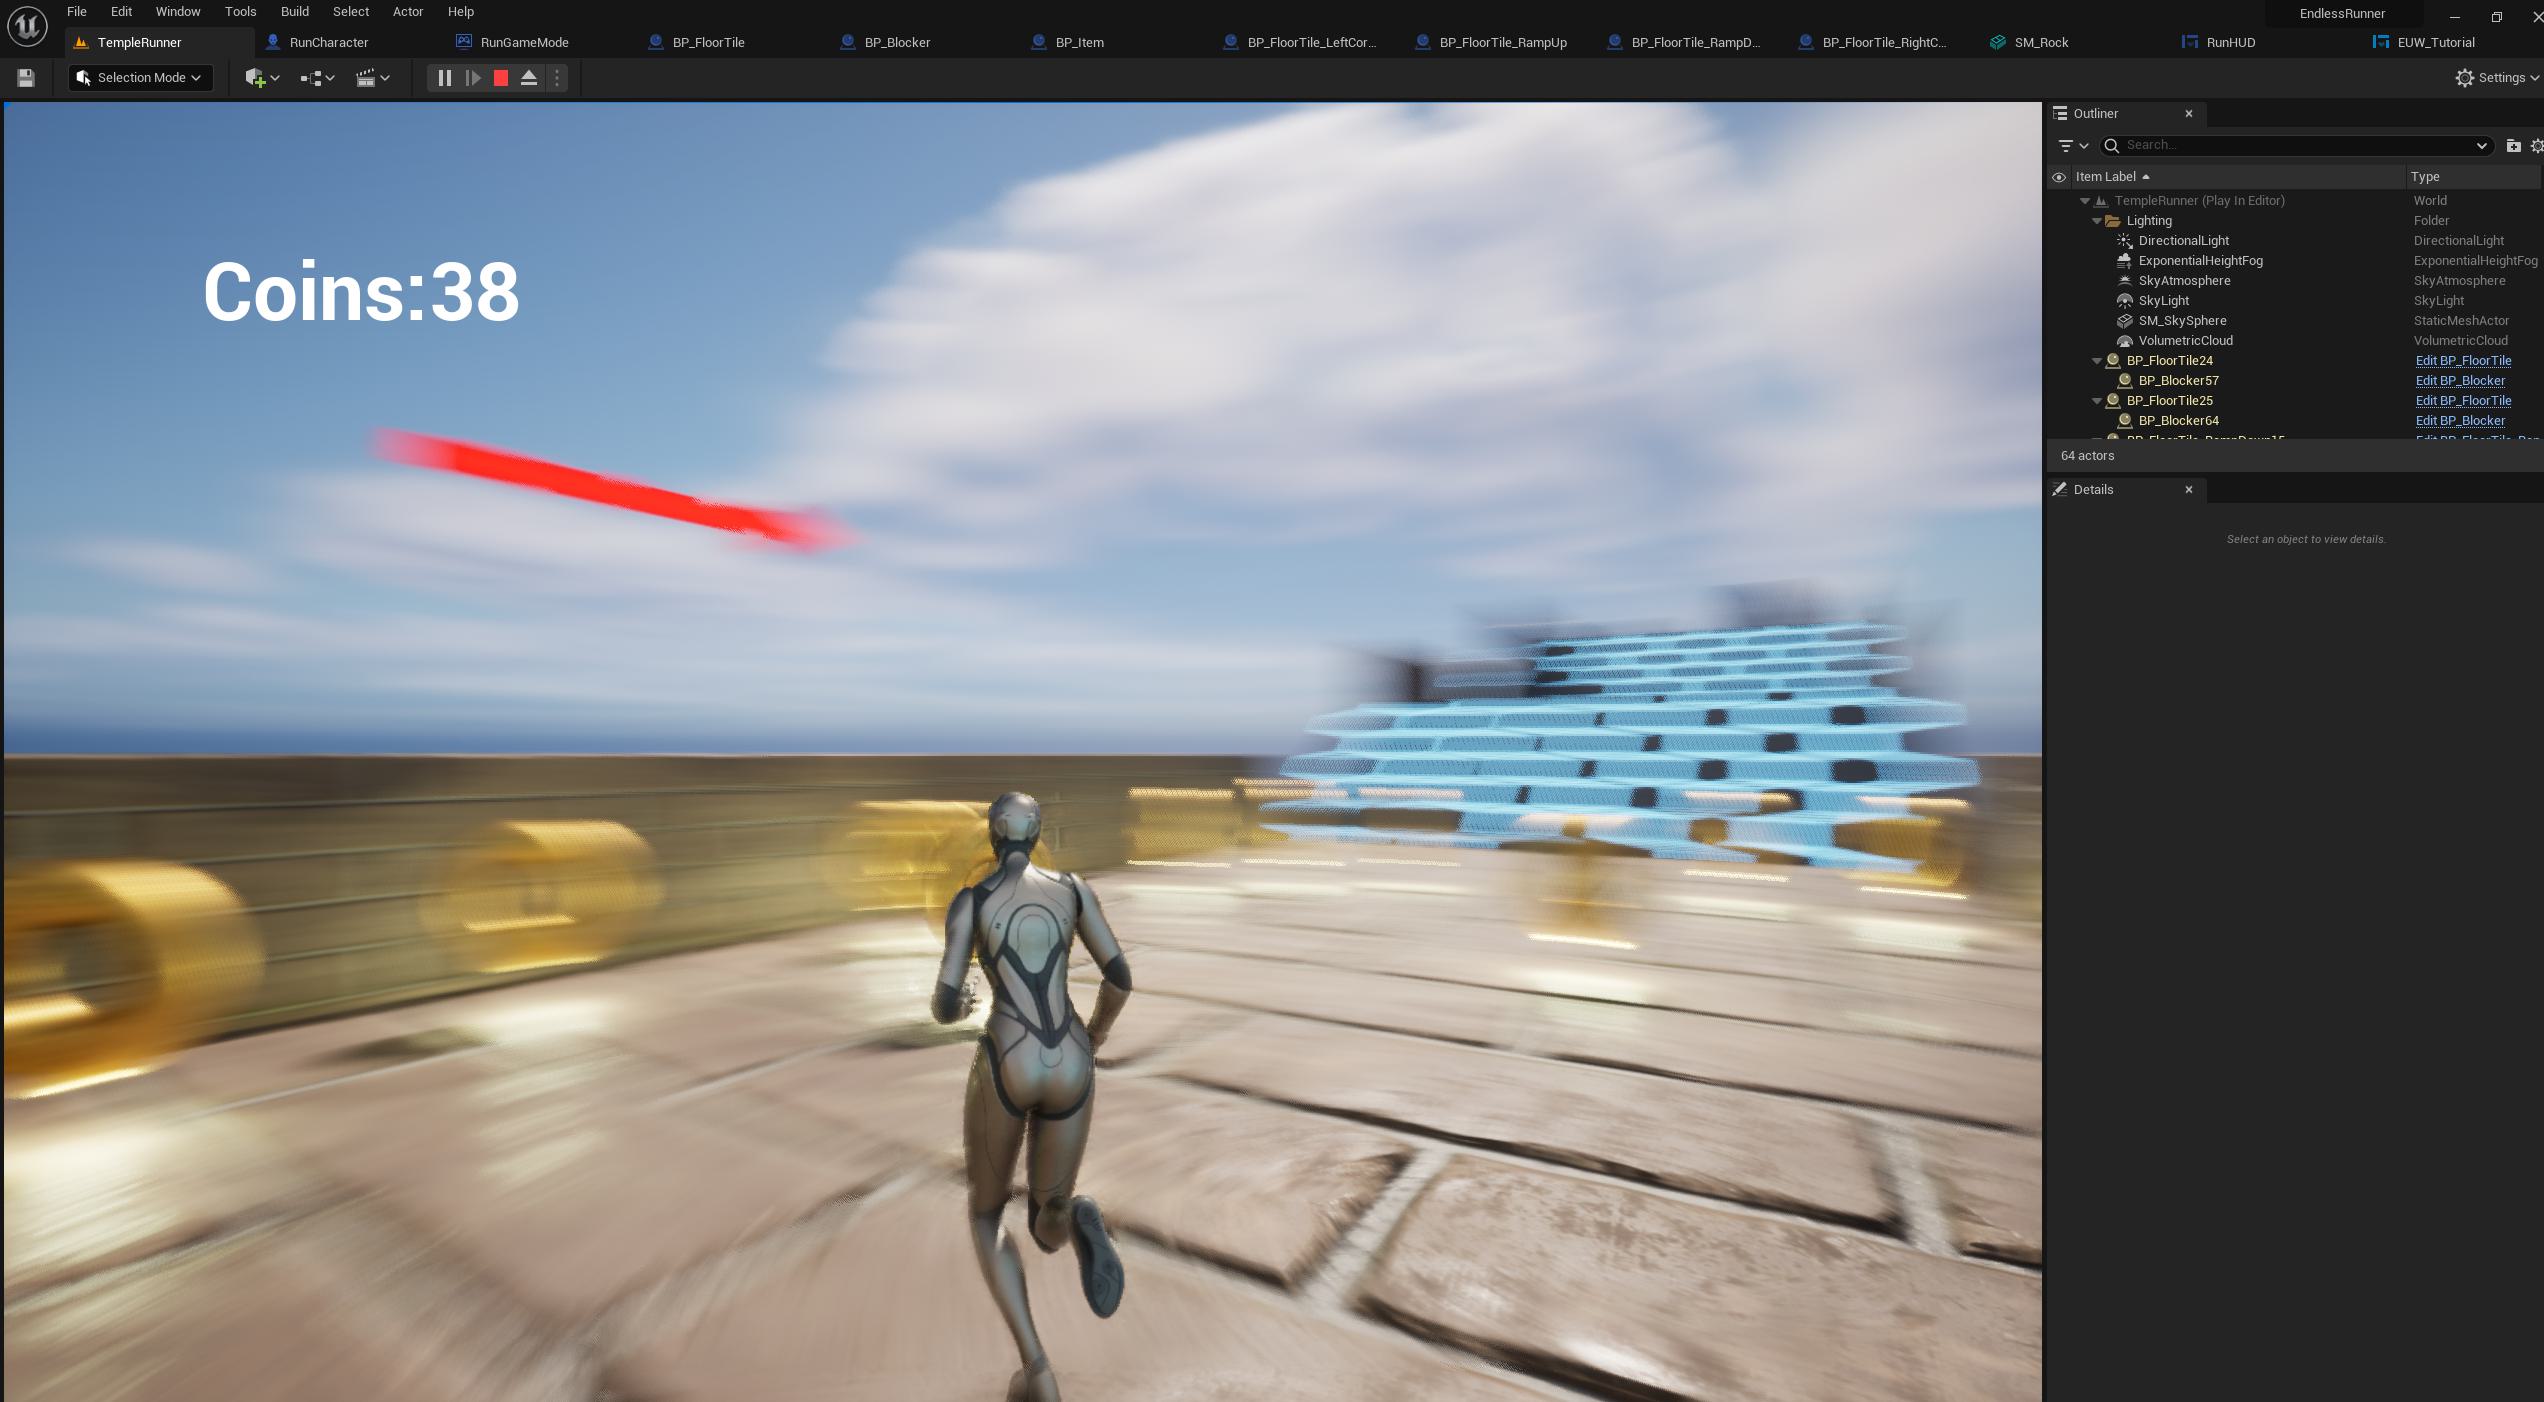 File Edit Window Tools Build Select Actor Help
EndlessRunner
TempleRunner RunCharacter RunGameMode BP_FloorTile BP_Blocker BP_Item BP_FloorTile_LeftCor... BP_FloorTile_RampUp BP_FloorTile_RampD... BP_FloorTile_RightC... SM_Rock RunHUD EUW_Tutorial
Selection Mode
Settings
Outliner
Search...
Item Label Type
TempleRunner (Play In Editor) World
Lighting Folder
DirectionalLight DirectionalLight
ExponentialHeightFog ExponentialHeightFog
SkyAtmosphere SkyAtmosphere
SkyLight SkyLight
SM_SkySphere StaticMeshActor
VolumetricCloud VolumetricCloud
BP_FloorTile24 Edit BP_FloorTile
BP_Blocker57 Edit BP_Blocker
BP_FloorTile25 Edit BP_FloorTile
BP_Blocker64 Edit BP_Blocker
64 actors
Details
Select an object to view details.
Coins:38